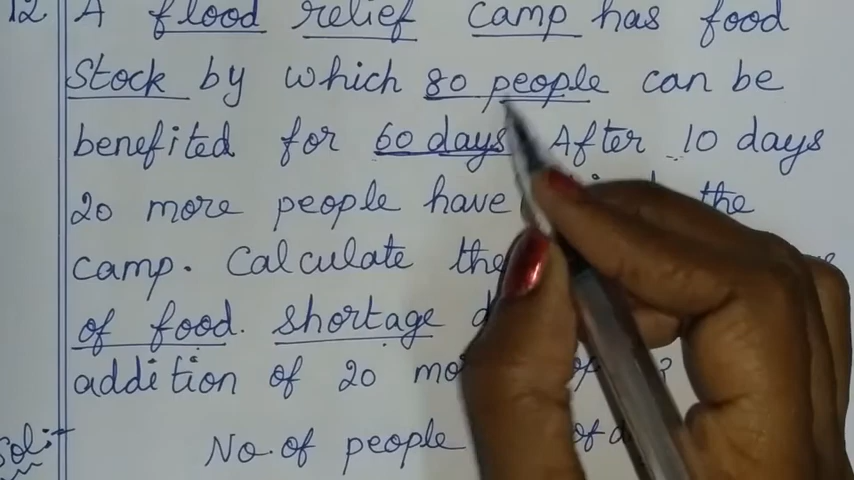 12 A flood relief camp has food
stock by which 80 people can be
benefited for 60 days After 10 days
20 more people have the
camp. Calculate the
of food. shortage
addition of 20 ?
Sol:- No. of people of